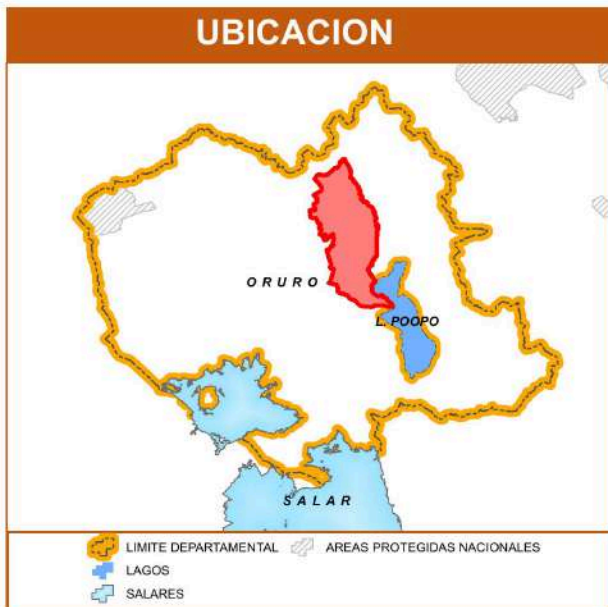 UBICACION
ORURO
L. POOPO
SALAR
LIMITE DEPARTAMENTAL
AREAS PROTEGIDAS NACIONALES
LAGOS
SALARES